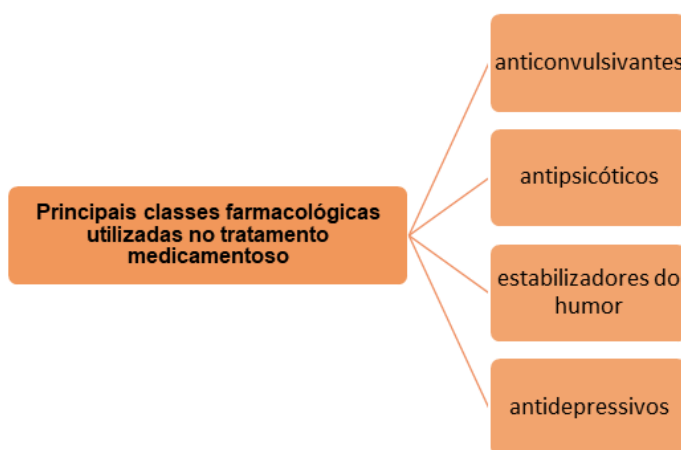 Principais classes farmacológicas
utilizadas no tratamento
medicamentoso
anticonvulsivantes
antipsicóticos
estabilizadores do
humor
antidepressivos